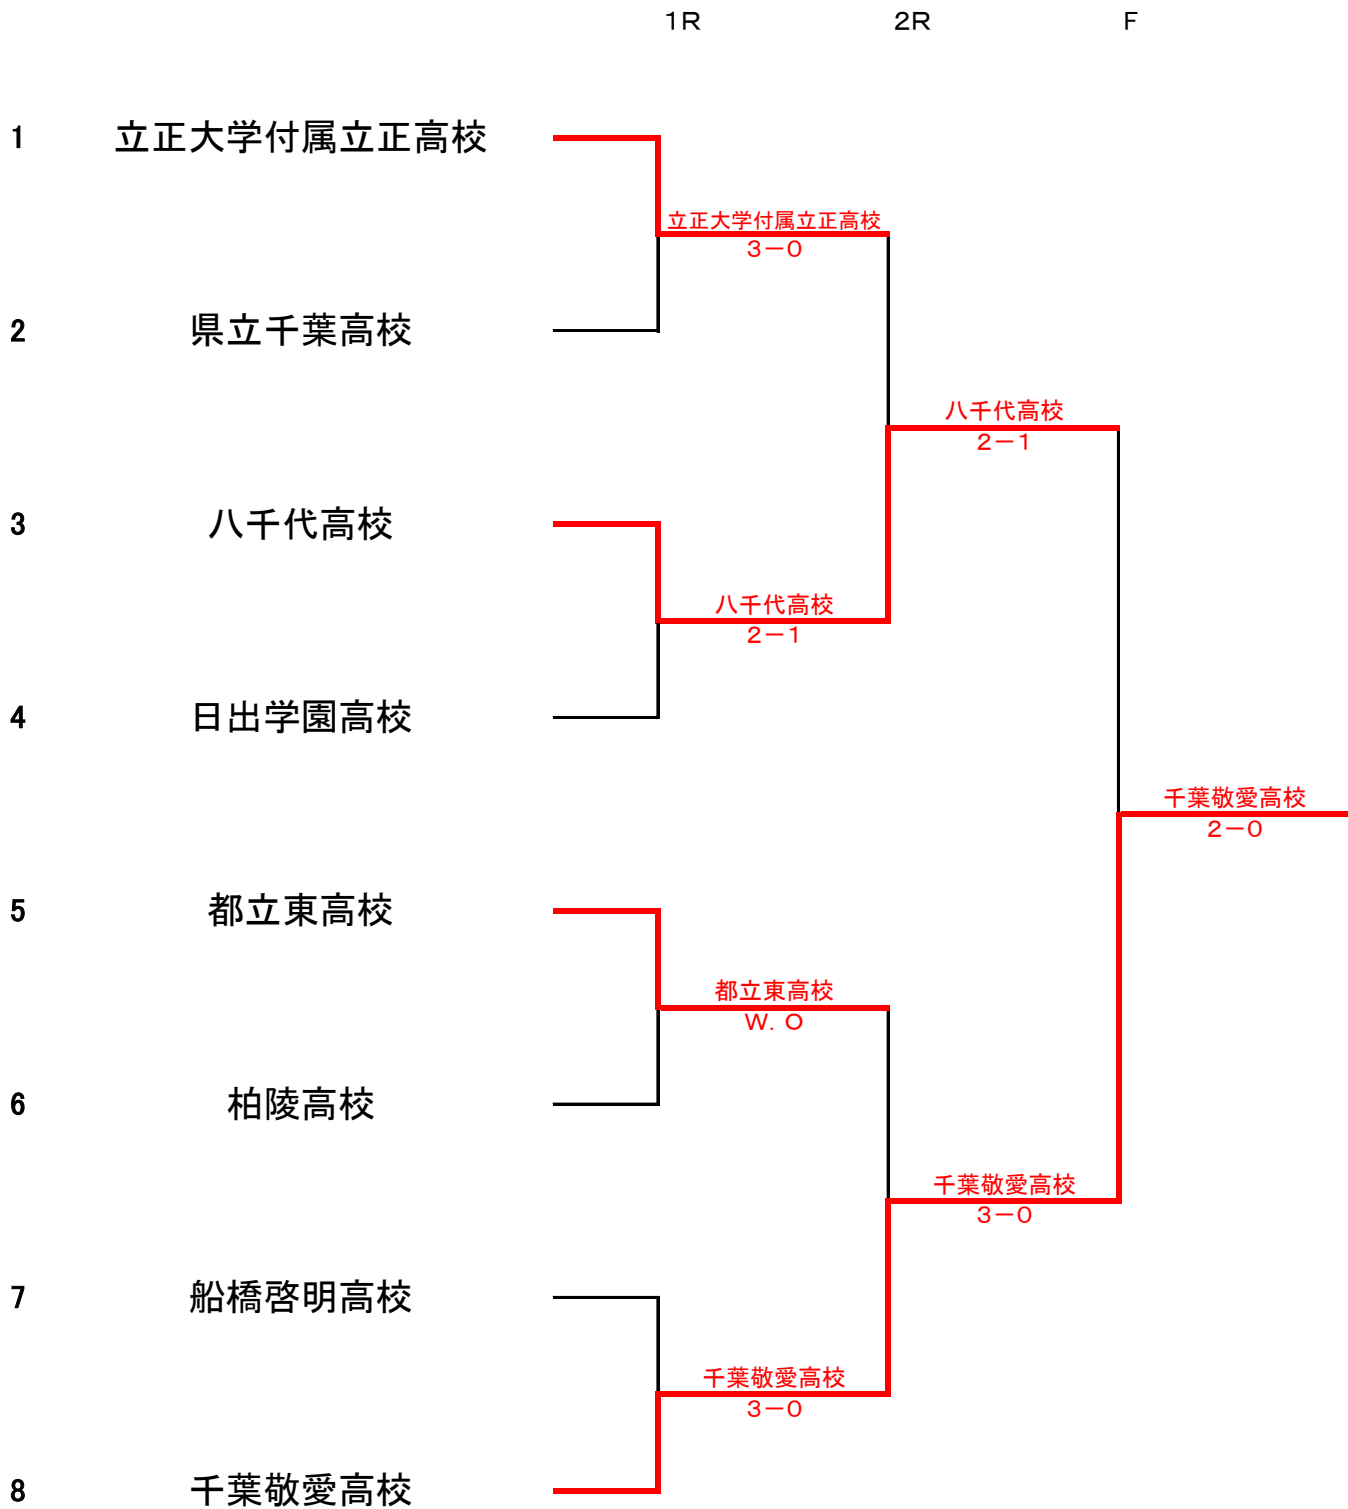 １Ｒ ２Ｒ Ｆ
1 立正大学付属立正高校
立正大学付属立正高校
３－０
2 県立千葉高校
八千代高校
２－１
3 八千代高校
八千代高校
２－１
4 日出学園高校
千葉敬愛高校
２－０
5 都立東高校
都立東高校
Ｗ．Ｏ
6 柏陵高校
千葉敬愛高校
３－０
7 船橋啓明高校
千葉敬愛高校
３－０
8 千葉敬愛高校